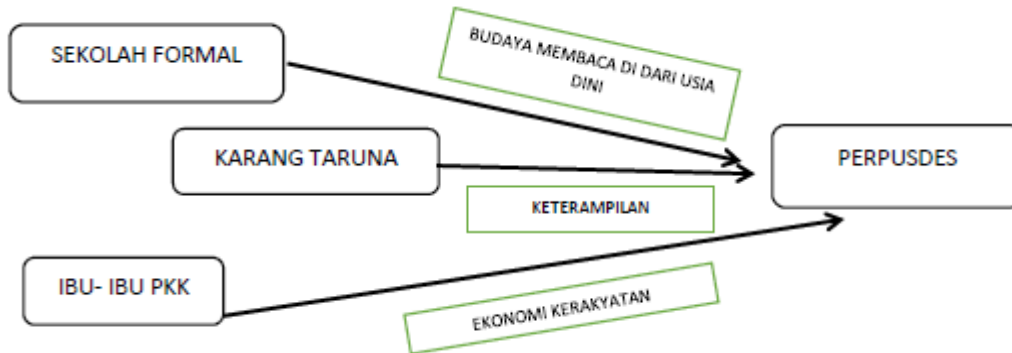 SEKOLAH FORMAL
BUDAYA MEMBACA DI DARI USIA
DINI
KARANG TARUNA
PERPUSDES
KETERAMPILAN
IBU- IBU PKK
EKONOMI KERAKYATAN